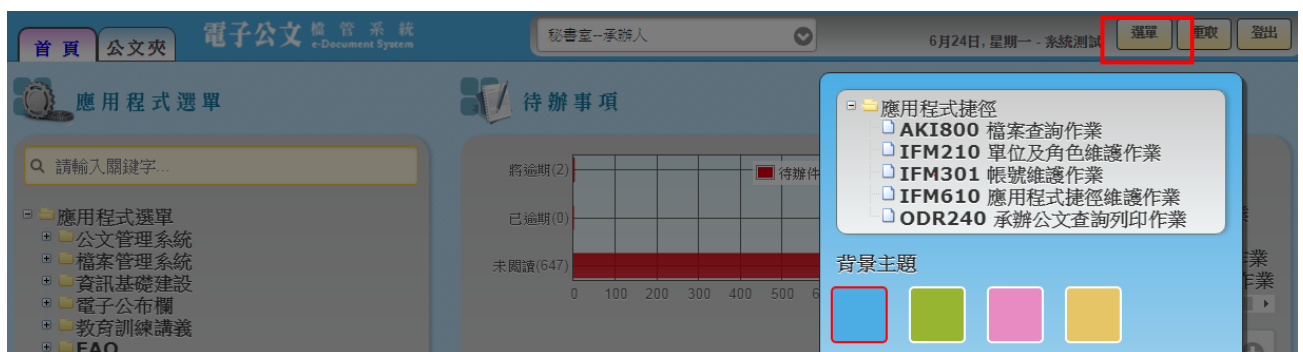 首頁
公文夾
電子公文 檔管系統
e-Document System
秘書室--承辦人
6月24日, 星期一 - 系統測試
選單
重取
登出
應用程式選單
請輸入關鍵字...
應用程式選單
公文管理系統
檔案管理系統
資訊基礎建設
電子公布欄
教育訓練講義
FAQ
待辦事項
將逾期(2)
已逾期(0)
未閱讀(647)
待辦件
0 100 200 300 400 500 6
應用程式捷徑
AKI800 檔案查詢作業
IFM210 單位及角色維護作業
IFM301 帳號維護作業
IFM610 應用程式捷徑維護作業
ODR240 承辦公文查詢列印作業
背景主題
業
作業